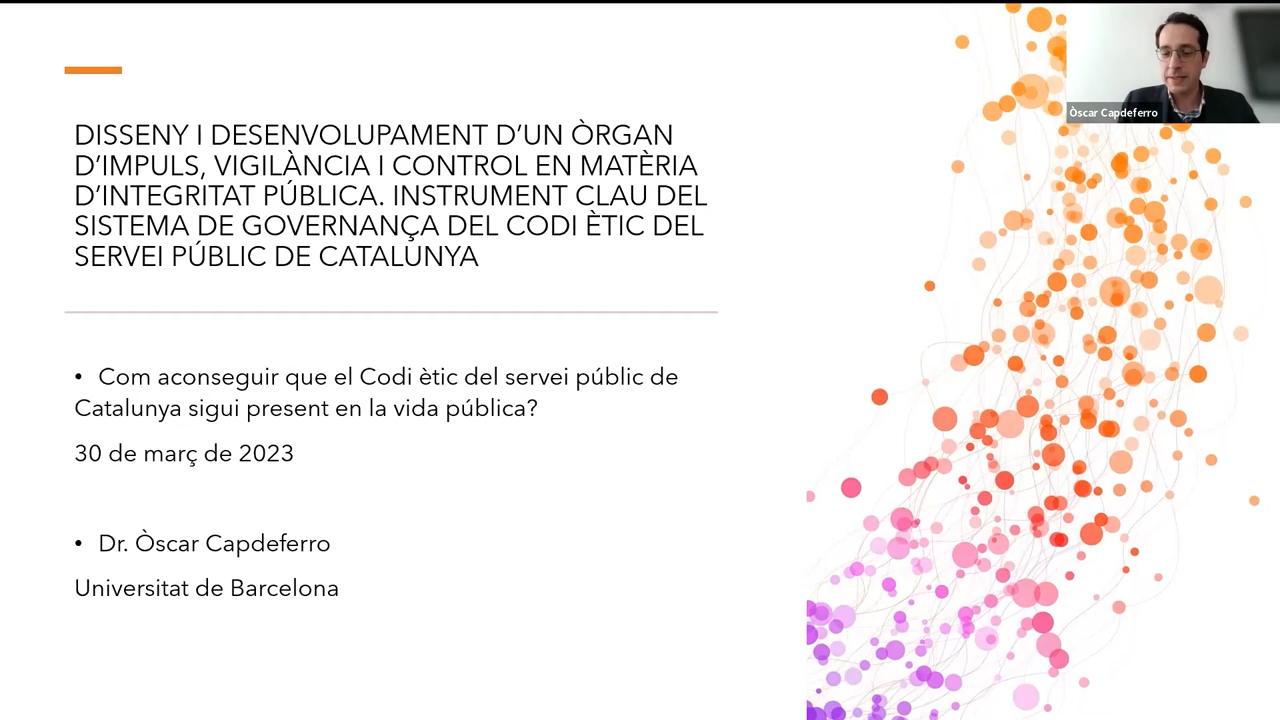 DISSENY I DESENVOLUPAMENT D’UN ÒRGAN
D’IMPULS, VIGILÀNCIA I CONTROL EN MATÈRIA
D’INTEGRITAT PÚBLICA. INSTRUMENT CLAU DEL
SISTEMA DE GOVERNANÇA DEL CODI ÈTIC DEL
SERVEI PÚBLIC DE CATALUNYA
• Com aconseguir que el Codi ètic del servei públic de
Catalunya sigui present en la vida pública?
30 de març de 2023
• Dr. Òscar Capdeferro
Universitat de Barcelona
Òscar Capdeferro